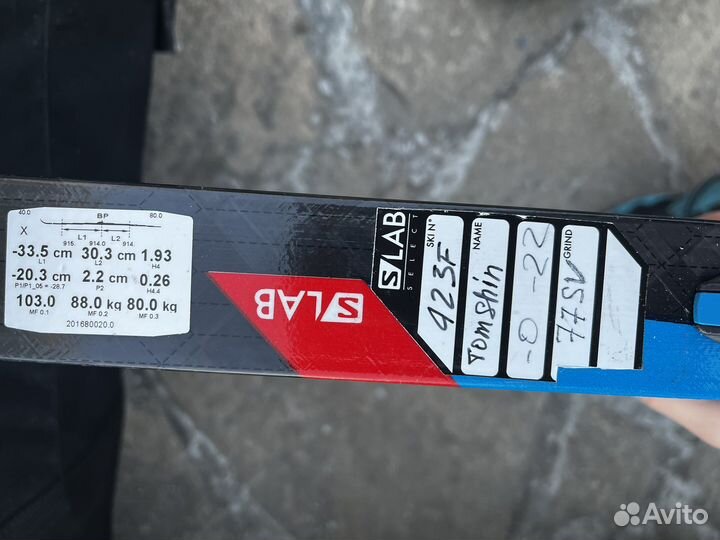 40.0 BP 80.0
X L1 L2
915. 914.0 914.
-33.5 cm 30,3 cm 1.93
L1 L2 H4
-20.3 cm 2.2 cm 0.26
P1/P1_05 = -28.7 P2 H4.4
103.0 88.0 kg 80.0 kg
MF 0.1 MF 0.2 MF 0.3
201680020.0
S/LAB
S/LAB
SELECT
SKI N°
423F
NAME
Tomshin
-0 -22
GRIND
77SV
Avito